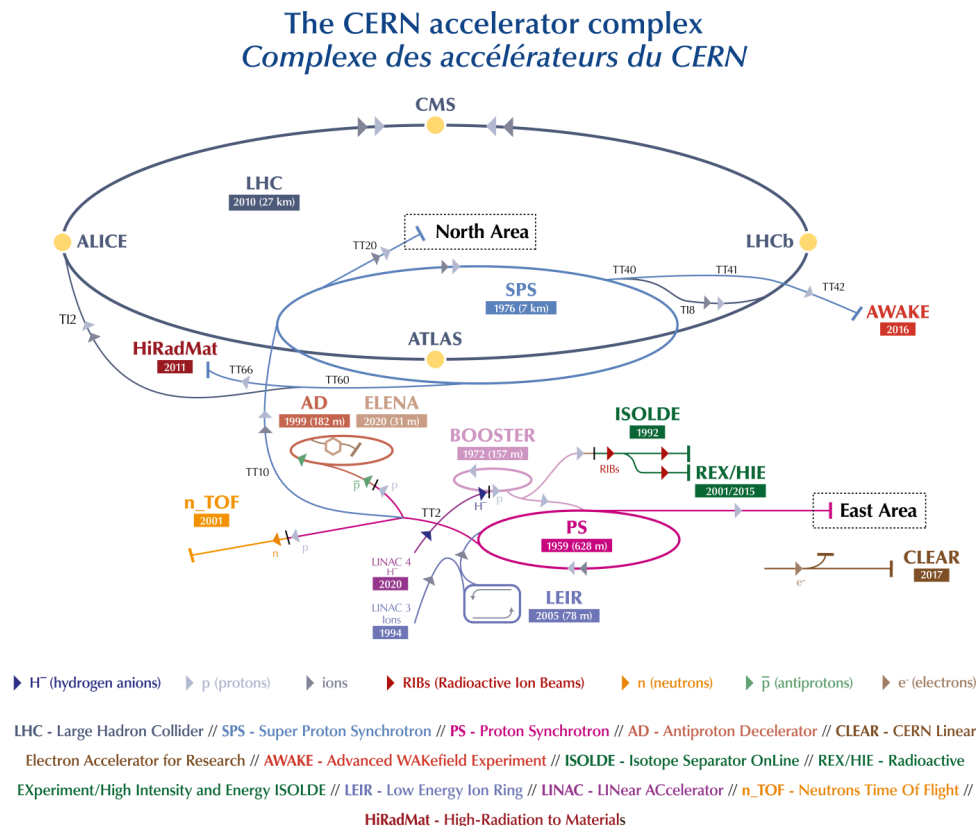 The CERN accelerator complex
Complexe des accélérateurs du CERN
CMS
LHC
2010 (27 km)
ALICE
TT20
North Area
LHCb
SPS
1976 (7 km)
TT40
TT41
TT42
TI8
TI2
AWAKE
2016
ATLAS
HiRadMat
2011
TT66
TT60
AD
1999 (182 m)
ELENA
2020 (31 m)
ISOLDE
1992
BOOSTER
1972 (157 m)
RIBs
REX/HIE
2001/2015
TT10
p̅
p
H⁻
p
n_TOF
2001
TT2
East Area
PS
1959 (628 m)
n
p
LINAC 4
H⁻
2020
CLEAR
2017
e⁻
LEIR
2005 (78 m)
LINAC 3
Ions
1994
H⁻ (hydrogen anions)
p (protons)
ions
RIBs (Radioactive Ion Beams)
n (neutrons)
p̅ (antiprotons)
e⁻ (electrons)
LHC - Large Hadron Collider // SPS - Super Proton Synchrotron // PS - Proton Synchrotron // AD - Antiproton Decelerator // CLEAR - CERN Linear
Electron Accelerator for Research // AWAKE - Advanced WAKefield Experiment // ISOLDE - Isotope Separator OnLine // REX/HIE - Radioactive
EXperiment/High Intensity and Energy ISOLDE // LEIR - Low Energy Ion Ring // LINAC - LINear ACcelerator // n_TOF - Neutrons Time Of Flight //
HiRadMat - High-Radiation to Materials